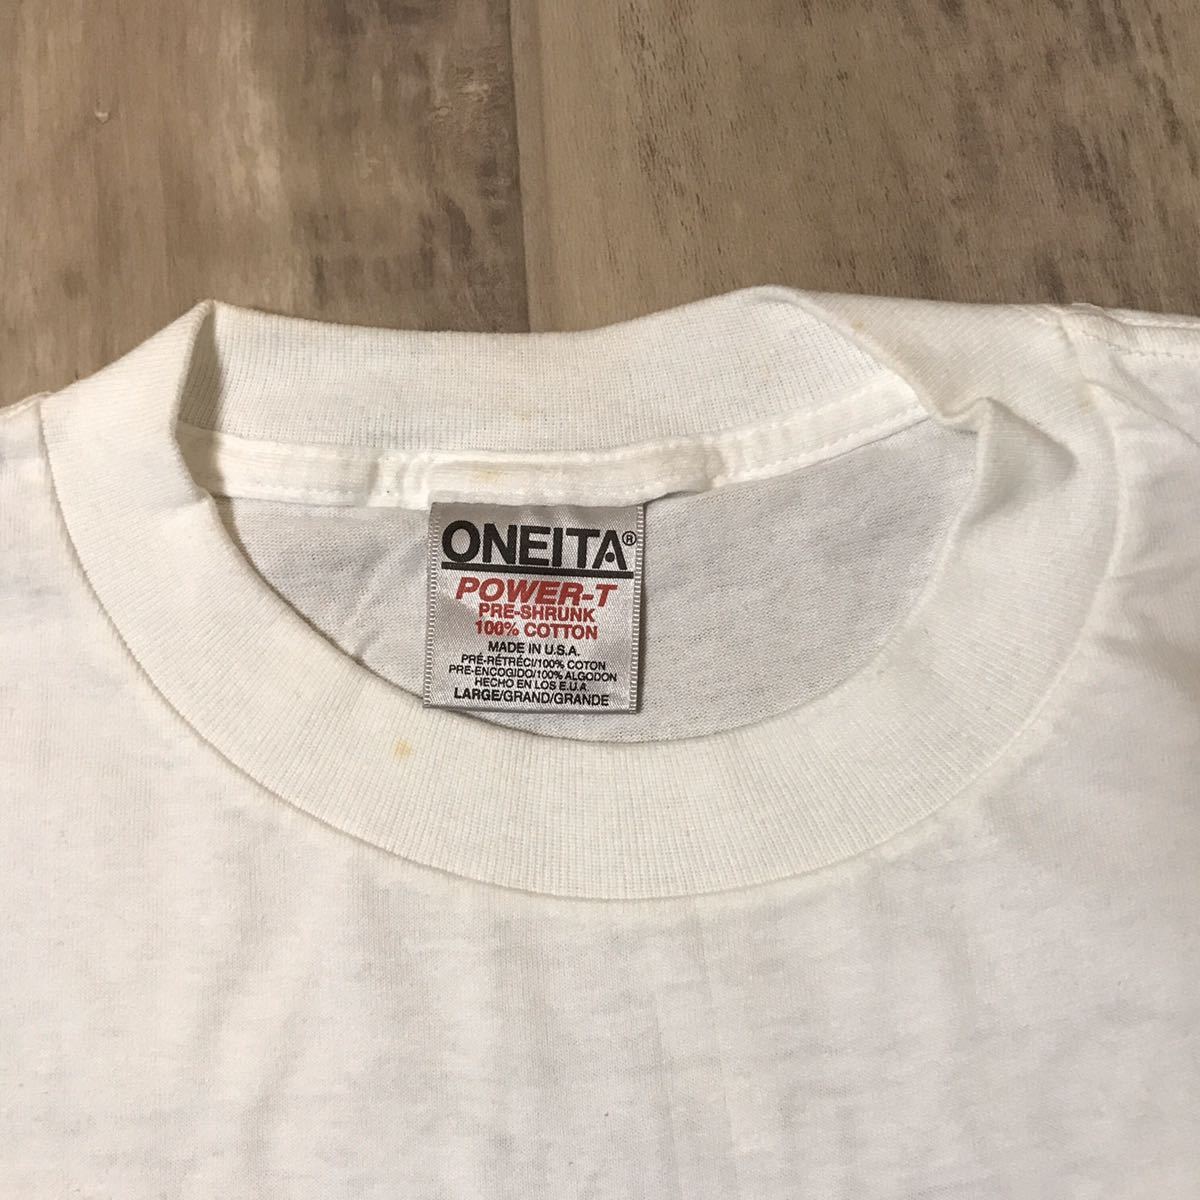 ONEITA®
POWER-T
PRE-SHRUNK
100% COTTON
MADE IN U.S.A.
PRÉ-RÉTRÉCI/100% COTON
PRE-ENCOGIDO/100% ALGODON
HECHO EN LOS E.U.A
LARGE/GRAND/GRANDE